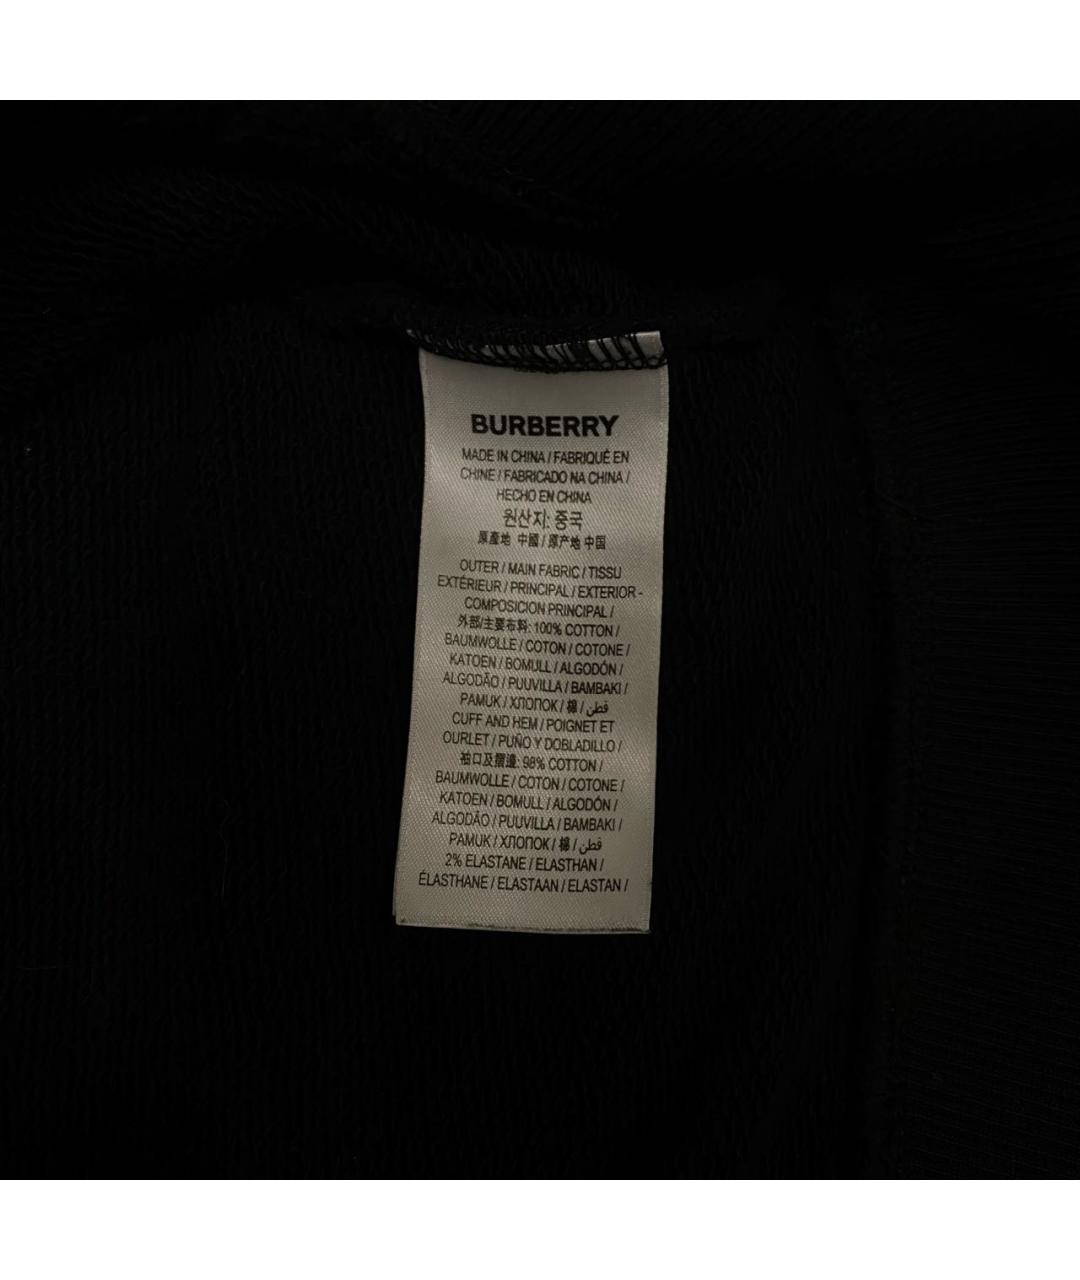 BURBERRY
MADE IN CHINA / FABRIQUÉ EN
CHINE / FABRICADO NA CHINA /
HECHO EN CHINA
원산지: 중국
原產地 中國 / 原产地 中国
OUTER / MAIN FABRIC / TISSU
EXTÉRIEUR / PRINCIPAL / EXTERIOR -
COMPOSICION PRINCIPAL /
外部/主要布料: 100% COTTON /
BAUMWOLLE / COTON / COTONE /
KATOEN / BOMULL / ALGODÓN /
ALGODÃO / PUUVILLA / BAMBAKI /
PAMUK / ХЛОПОК / 棉 / قطن
CUFF AND HEM / POIGNET ET
OURLET / PUÑO Y DOBLADILLO /
袖口及摺邊: 98% COTTON /
BAUMWOLLE / COTON / COTONE /
KATOEN / BOMULL / ALGODÓN /
ALGODÃO / PUUVILLA / BAMBAKI /
PAMUK / ХЛОПОК / 棉 / قطن
2% ELASTANE / ELASTHAN /
ÉLASTHANE / ELASTAAN / ELASTAN /